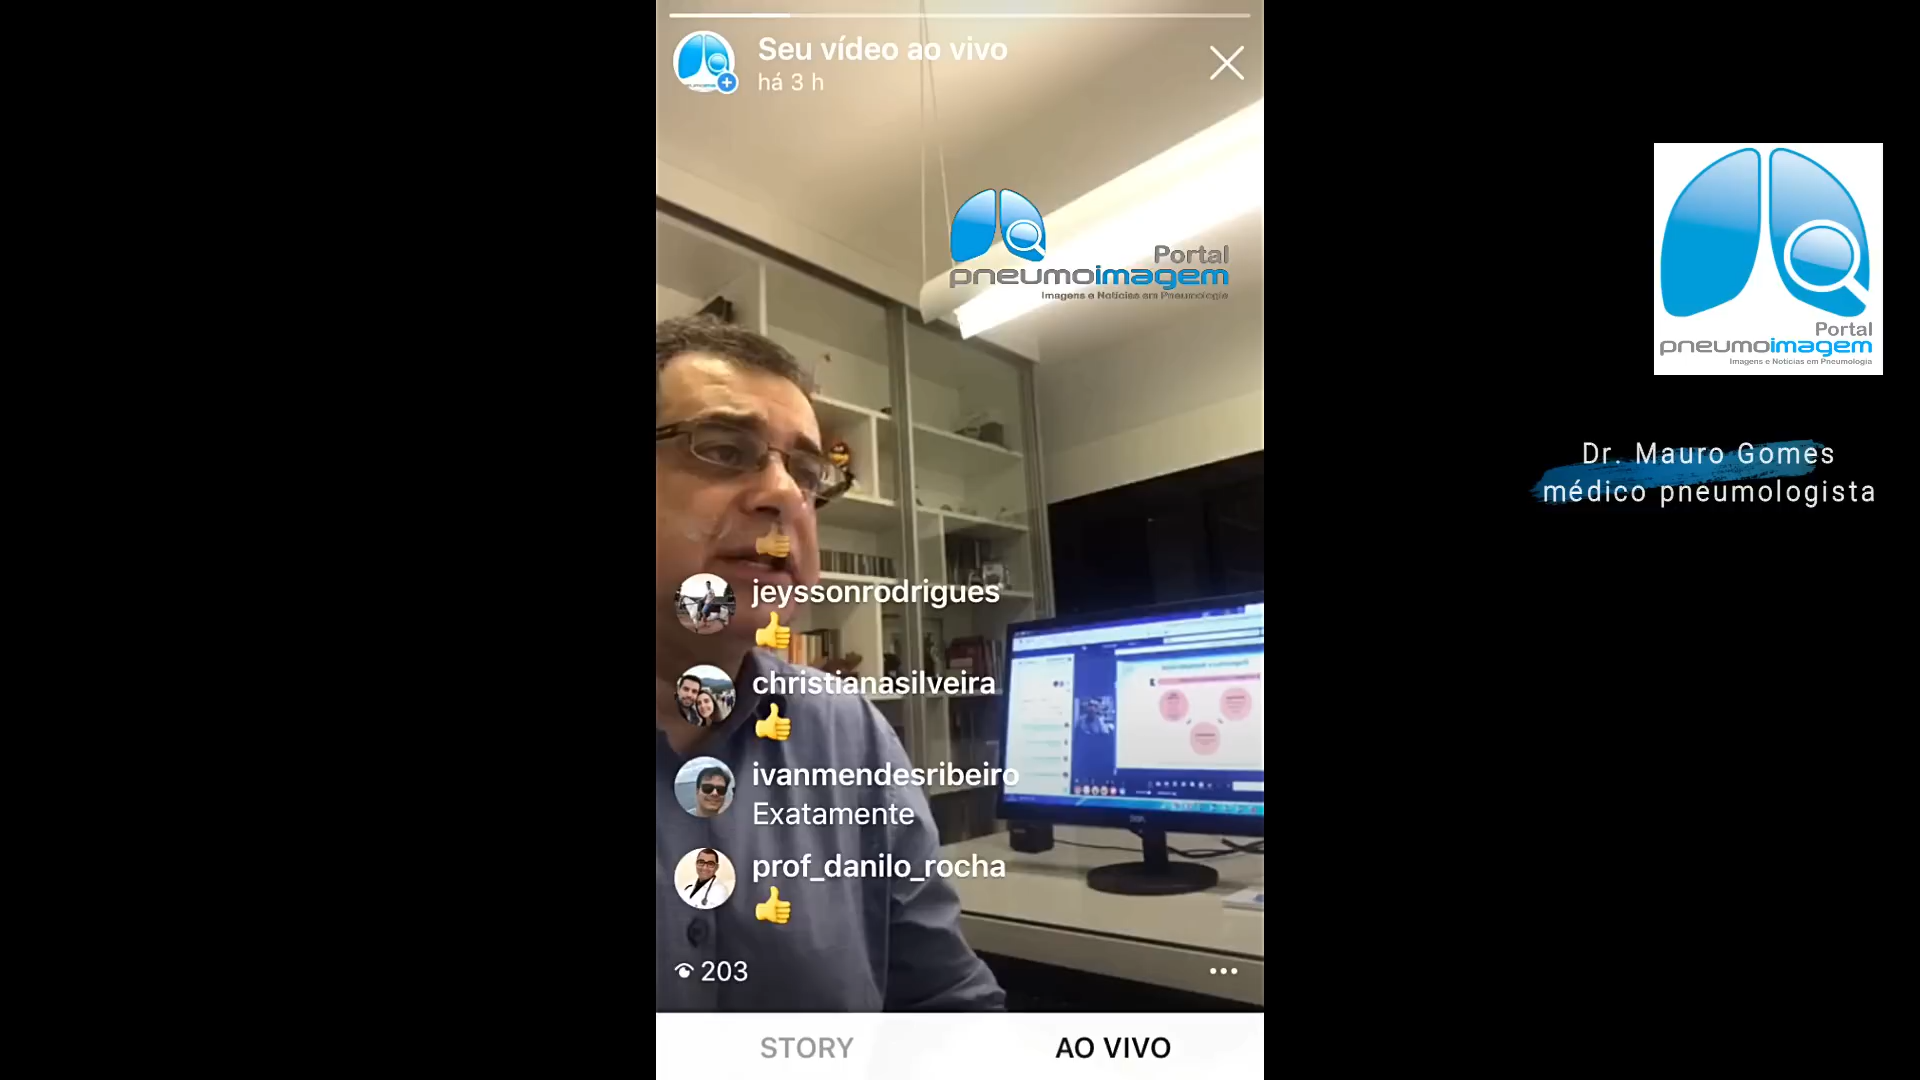 Seu vídeo ao vivo
há 3 h
Portal
pneumoimagem
Imagens e Notícias em Pneumologia
jeyssonrodrigues
christianasilveira
ivanmendesribeiro
Exatamente
prof_danilo_rocha
203
STORY
AO VIVO
Portal
pneumoimagem
Imagens e Notícias em Pneumologia
Dr. Mauro Gomes
médico pneumologista